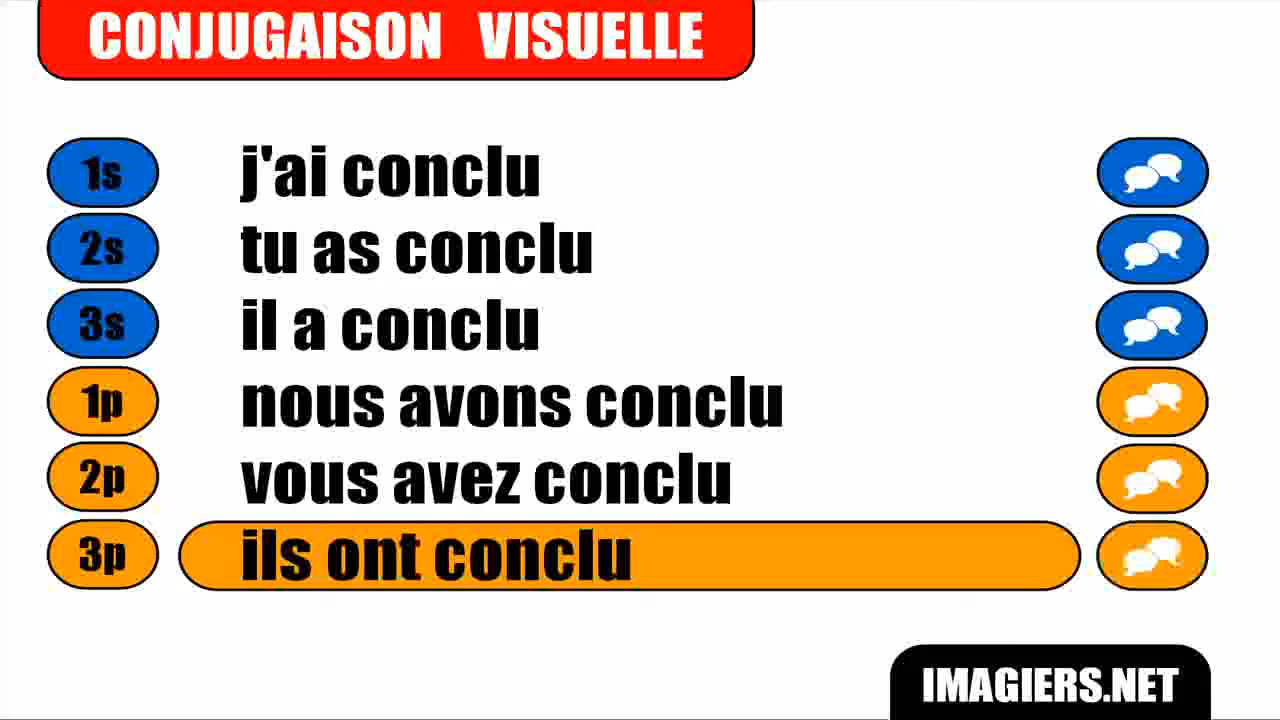 CONJUGAISON VISUELLE
1s j'ai conclu
2s tu as conclu
3s il a conclu
1p nous avons conclu
2p vous avez conclu
3p ils ont conclu
IMAGIERS.NET